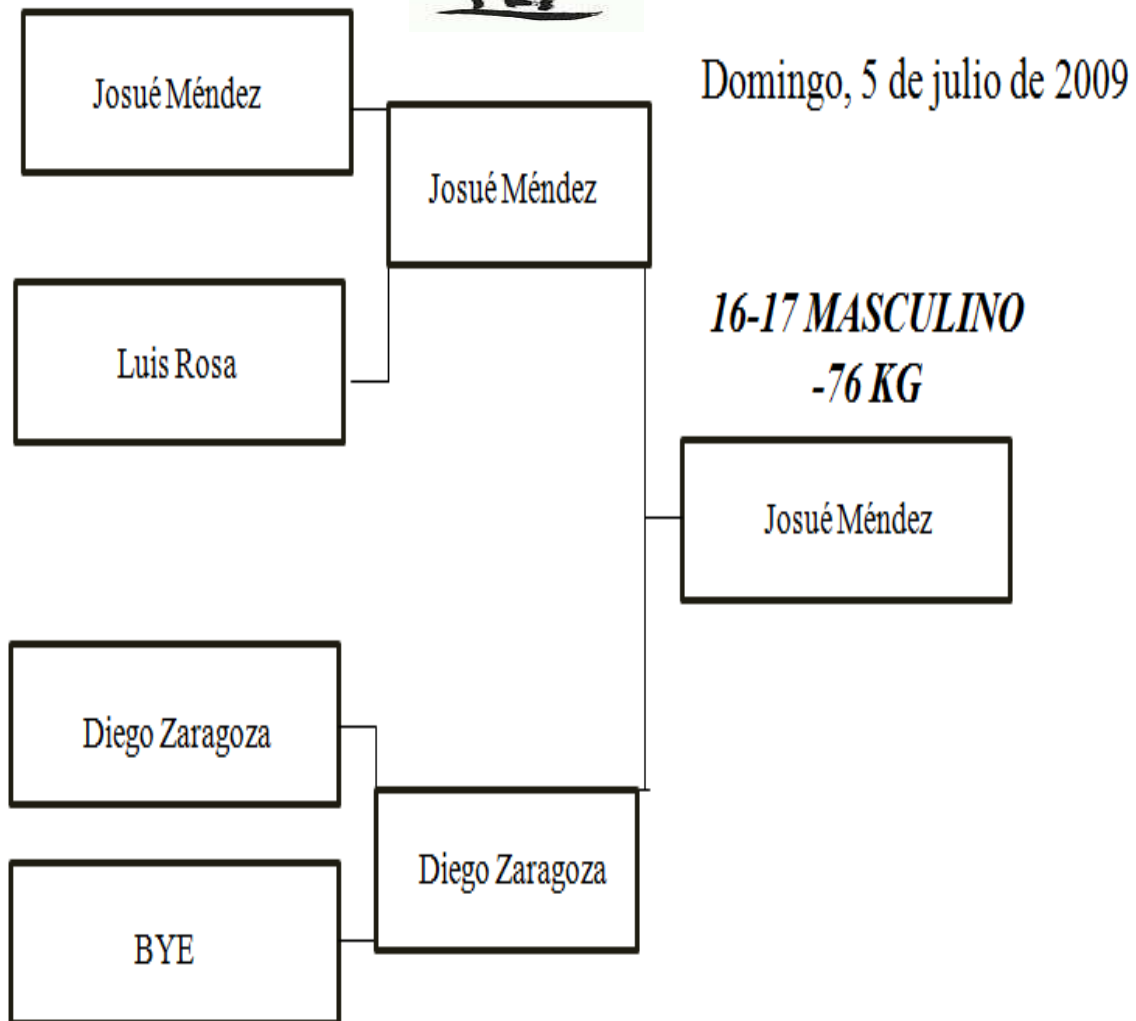 Josué Méndez
Domingo, 5 de julio de 2009
Josué Méndez
Luis Rosa
16-17 MASCULINO
-76 KG
Josué Méndez
Diego Zaragoza
Diego Zaragoza
BYE